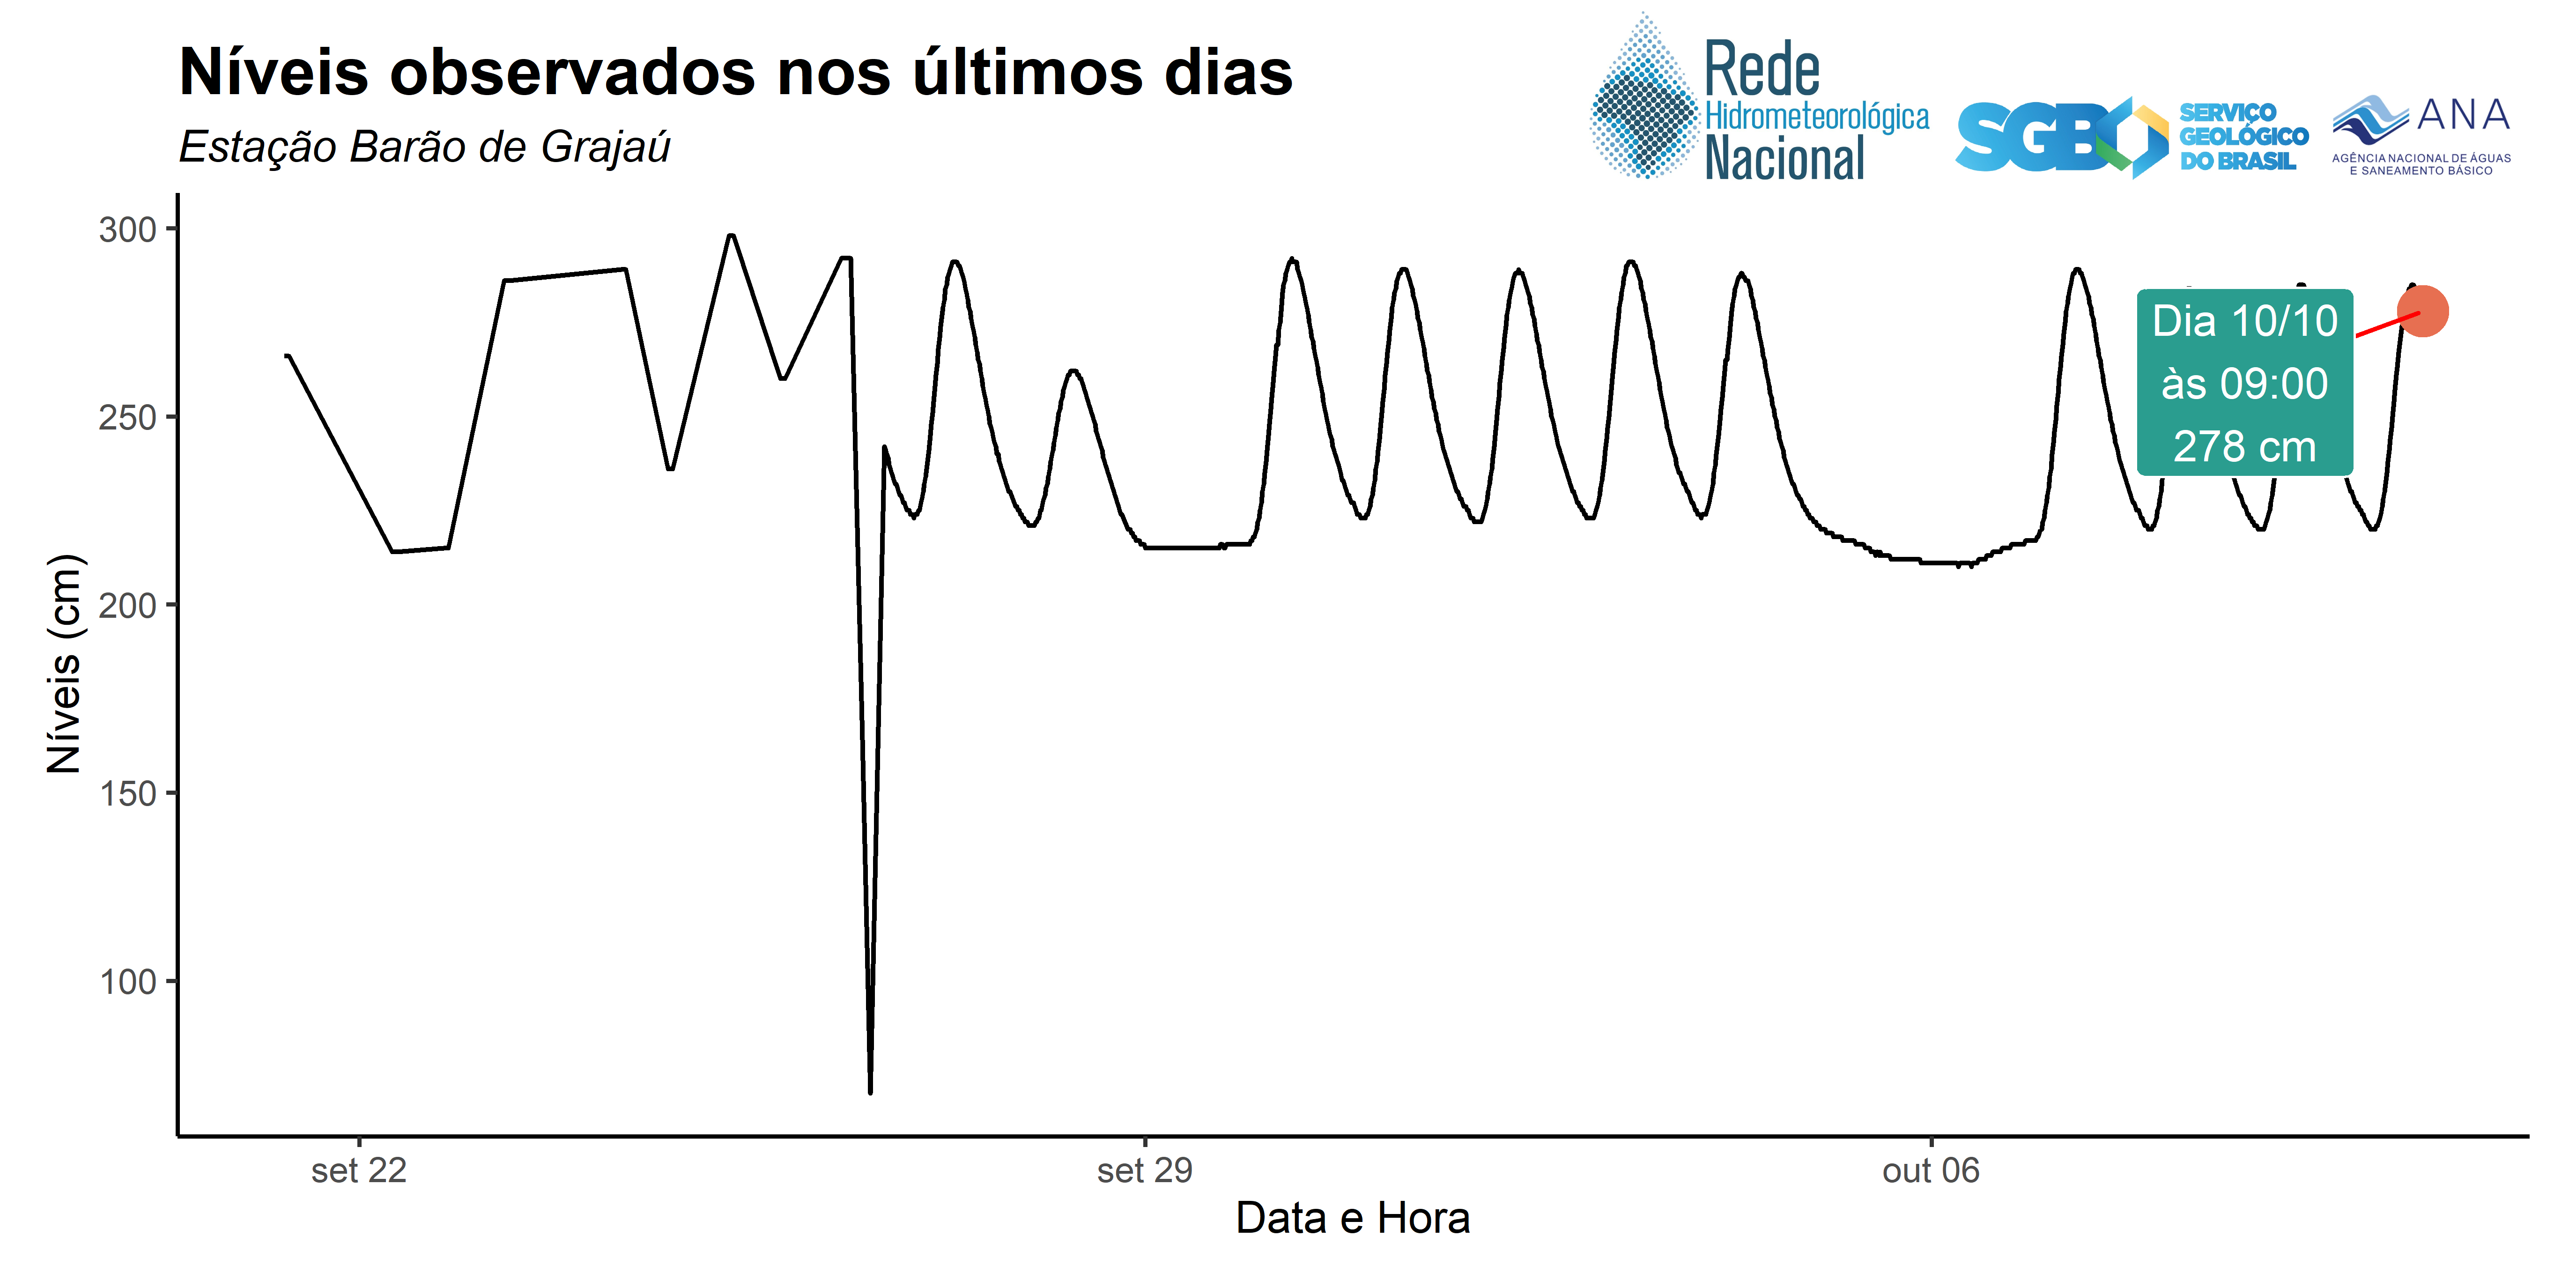 Níveis observados nos últimos dias
Estação Barão de Grajaú
Rede
Hidrometeorológica
Nacional
SGB
SERVIÇO
GEOLÓGICO
DO BRASIL
ANA
AGÊNCIA NACIONAL DE ÁGUAS
E SANEAMENTO BÁSICO
300
250
200
150
100
Níveis (cm)
Dia 10/10
às 09:00
278 cm
set 22
set 29
out 06
Data e Hora